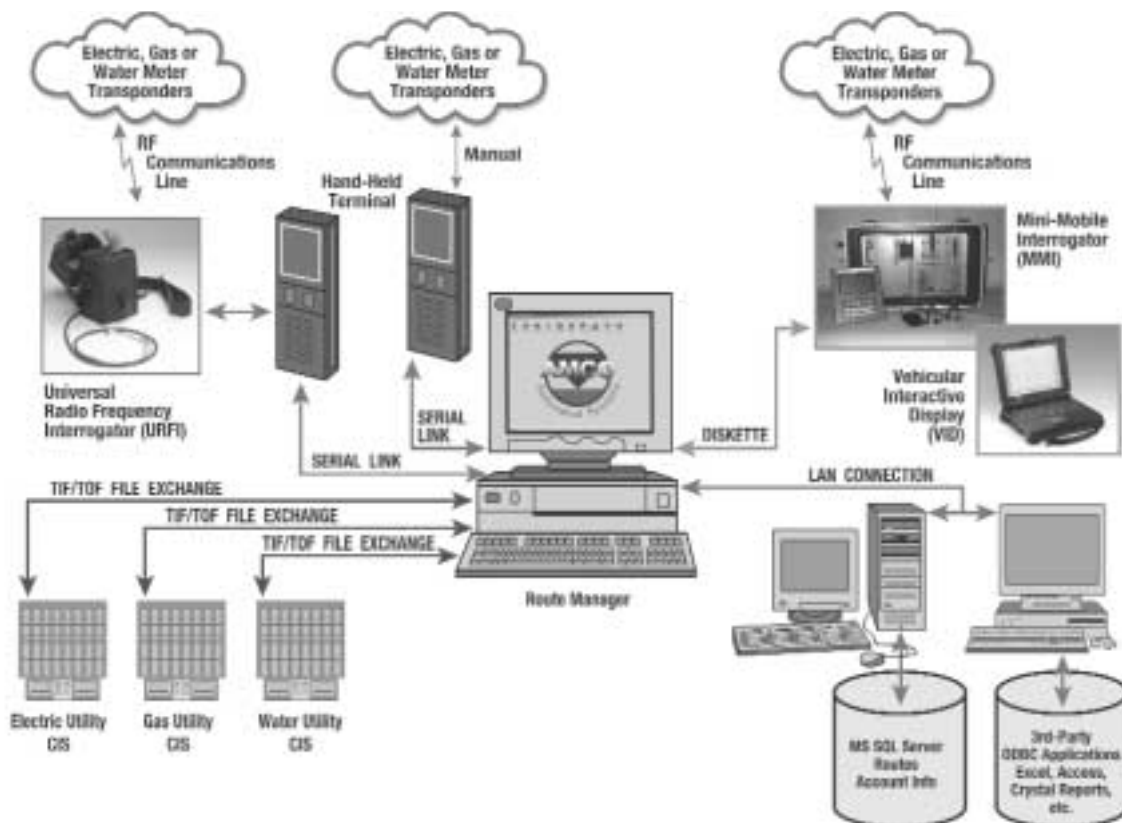 Electric, Gas or
Water Meter
Transponders
Electric, Gas or
Water Meter
Transponders
Electric, Gas or
Water Meter
Transponders
RF
Communications
Line
Manual
RF
Communications
Line
Hand-Held
Terminal
Mini-Mobile
Interrogator
(MMI)
Universal
Radio Frequency
Interrogator (URFI)
Vehicular
Interactive
Display
(VID)
SERIAL
LINK
DISKETTE
SERIAL LINK
LAN CONNECTION
TIF/TOF FILE EXCHANGE
TIF/TOF FILE EXCHANGE
TIF/TOF FILE EXCHANGE
Route Manager
Electric Utility
CIS
Gas Utility
CIS
Water Utility
CIS
MS SQL Server
Routes
Account Info
3rd-Party
ODBC Applications
Excel, Access,
Crystal Reports,
etc.